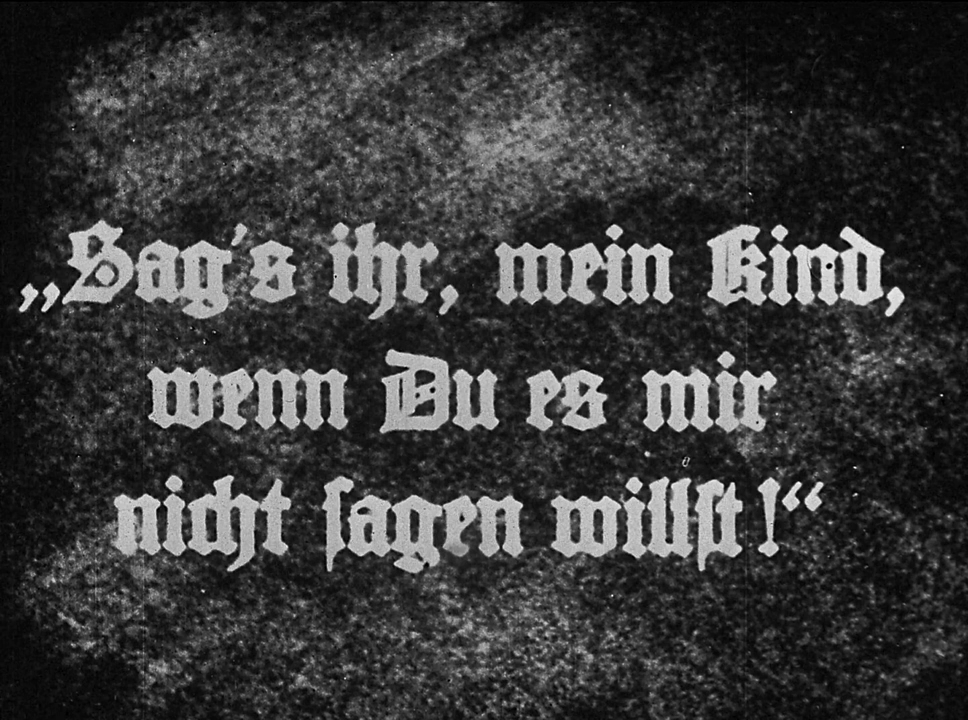 „Sag's ihr, mein Kind,
wenn Du es mir
nicht ſagen willſt!“